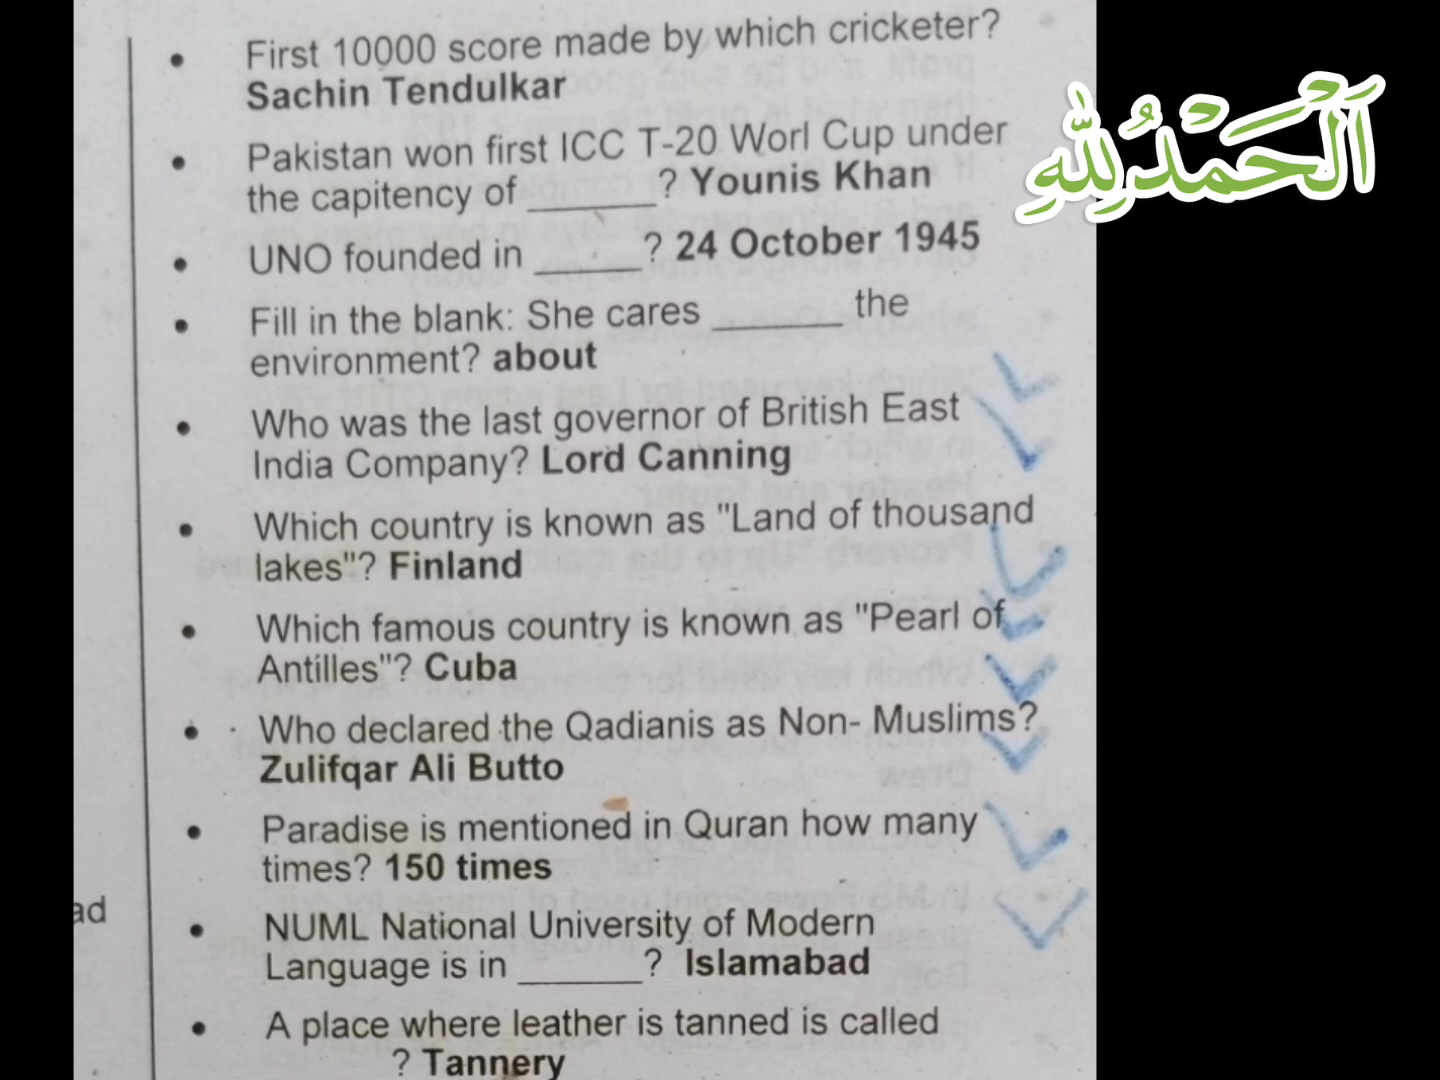 • First 10000 score made by which cricketer?
Sachin Tendulkar
اَلْحَمْدُلِلّٰهِ
• Pakistan won first ICC T-20 Worl Cup under
the capitency of _______? Younis Khan
• UNO founded in ______? 24 October 1945
• Fill in the blank: She cares _______ the
environment? about
• Who was the last governor of British East
India Company? Lord Canning
• Which country is known as "Land of thousand
lakes"? Finland
• Which famous country is known as "Pearl of
Antilles"? Cuba
• Who declared the Qadianis as Non- Muslims?
Zulifqar Ali Butto
• Paradise is mentioned in Quran how many
times? 150 times
ad
• NUML National University of Modern
Language is in _______? Islamabad
• A place where leather is tanned is called
? Tannery